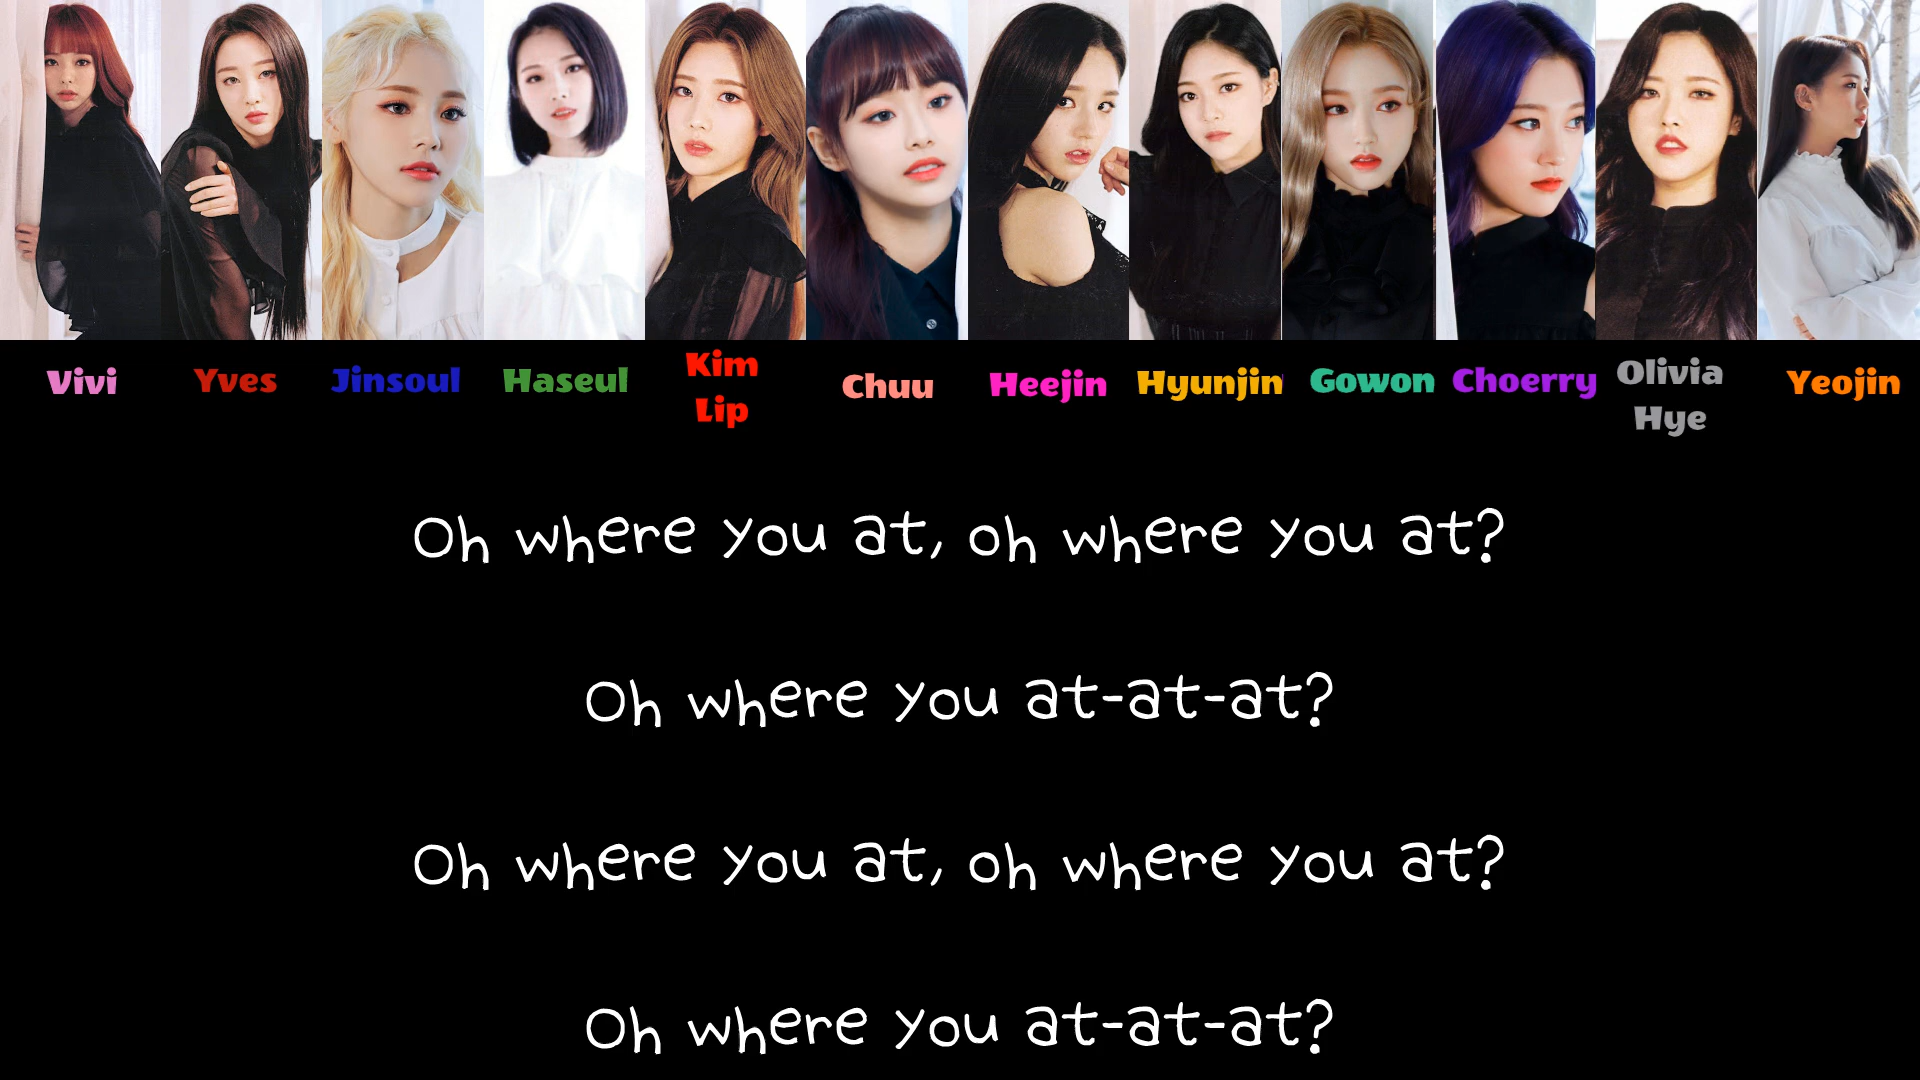 Vivi
Yves
Jinsoul
Haseul
Kim
Lip
Chuu
Heejin
Hyunjin
Gowon
Choerry
Olivia
Hye
Yeojin
Oh where you at, oh where you at?
Oh where you at-at-at?
Oh where you at, oh where you at?
Oh where you at-at-at?